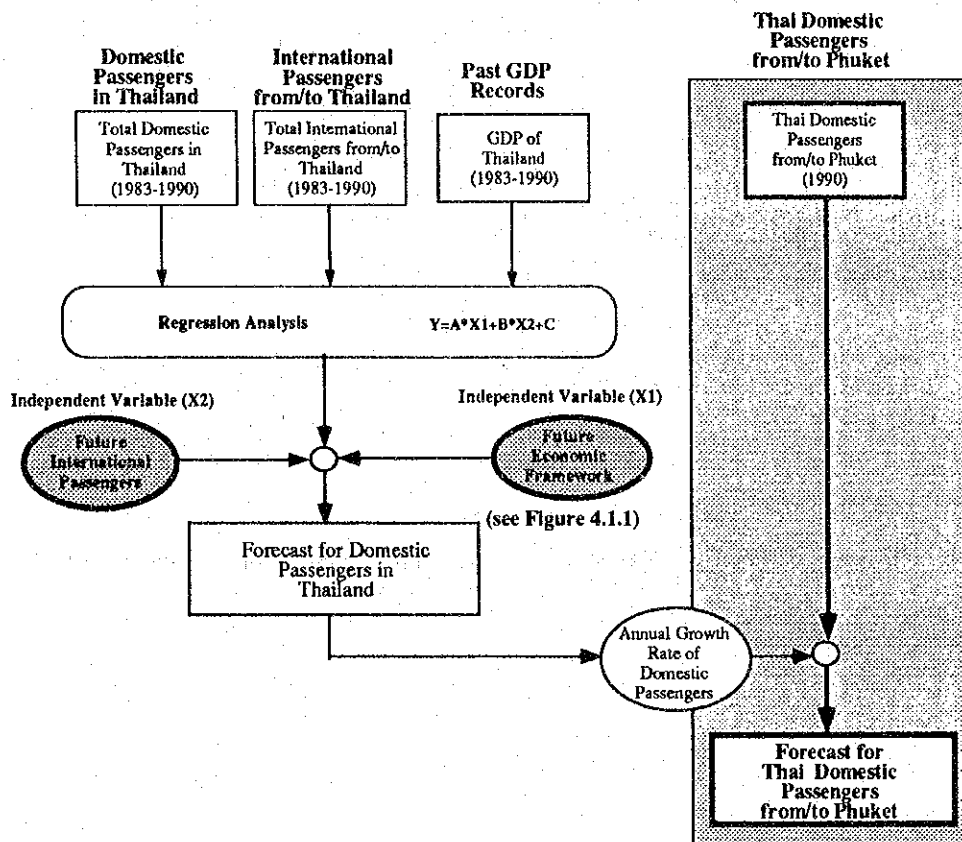 Domestic
Passengers
in Thailand
International
Passengers
from/to Thailand
Past GDP
Records
Thai Domestic
Passengers
from/to Phuket
Total Domestic
Passengers in
Thailand
(1983-1990)
Total International
Passengers from/to
Thailand
(1983-1990)
GDP of
Thailand
(1983-1990)
Thai Domestic
Passengers
from/to Phuket
(1990)
Regression Analysis Y=A*X1+B*X2+C
Independent Variable (X2)
Independent Variable (X1)
Future
International
Passengers
Future
Economic
Framework
(see Figure 4.1.1)
Forecast for Domestic
Passengers in
Thailand
Annual Growth
Rate of
Domestic
Passengers
Forecast for
Thai Domestic
Passengers
from/to Phuket